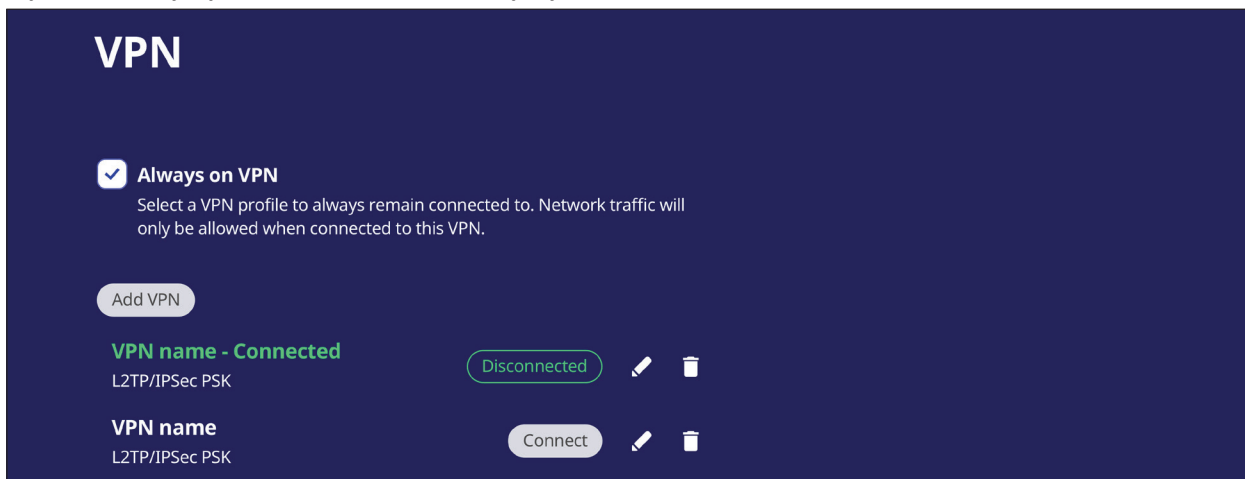 VPN
Always on VPN
Select a VPN profile to always remain connected to. Network traffic will
only be allowed when connected to this VPN.
Add VPN
VPN name - Connected
Disconnected
L2TP/IPSec PSK
VPN name
Connect
L2TP/IPSec PSK